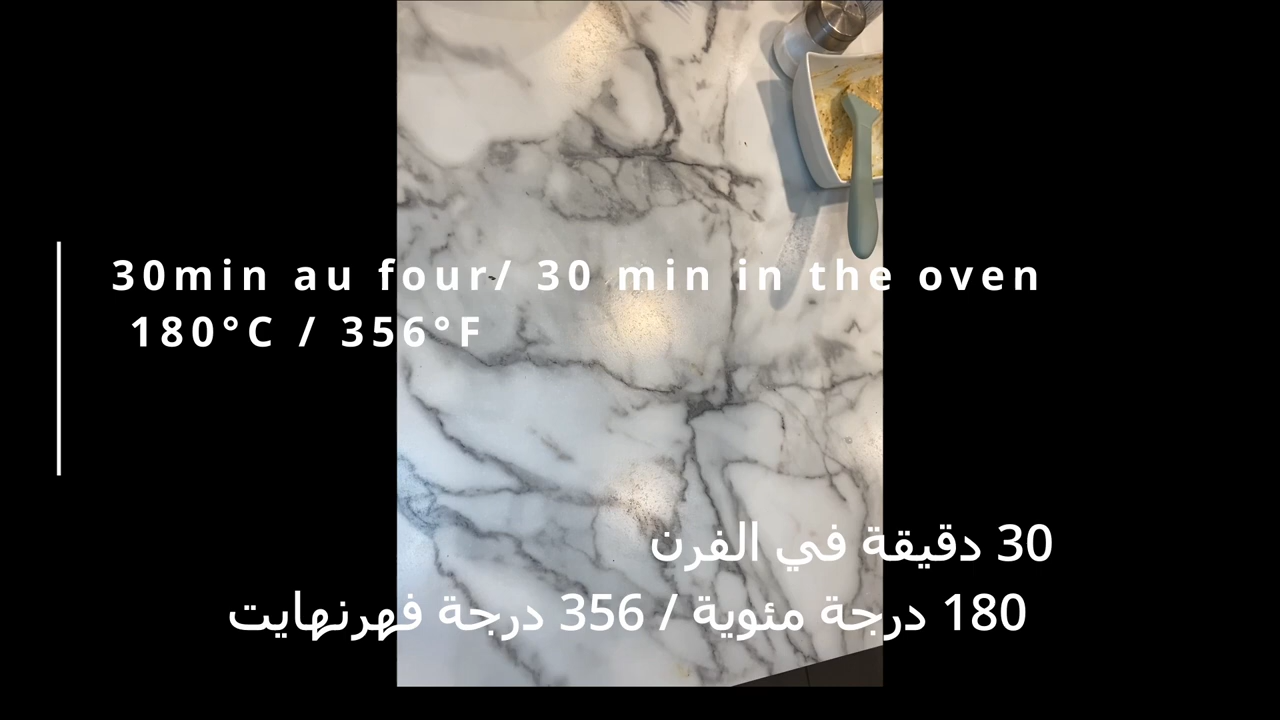 30min au four/ 30 min in the oven
180°C / 356°F
30 دقيقة في الفرن
180 درجة مئوية / 356 درجة فهرنهايت